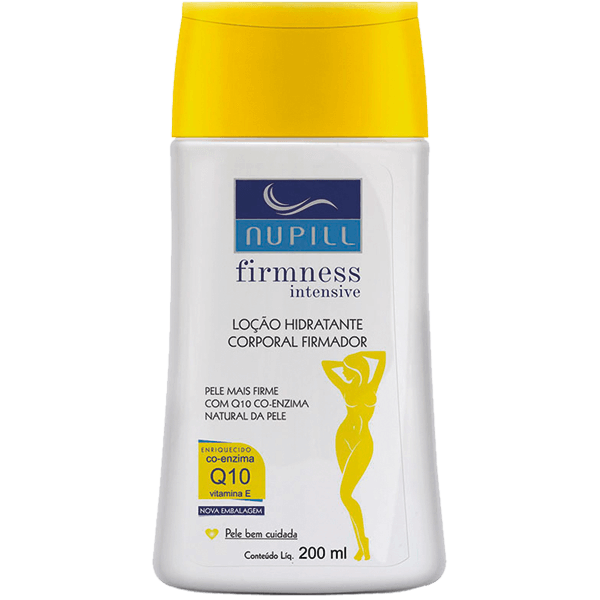 NUPILL
firmness
intensive
LOÇÃO HIDRATANTE
CORPORAL FIRMADOR
PELE MAIS FIRME
COM Q10 CO-ENZIMA
NATURAL DA PELE
ENRIQUECIDO
co-enzima
Q10
vitamina E
NOVA EMBALAGEM
Pele bem cuidada
Conteúdo Líq. 200 ml